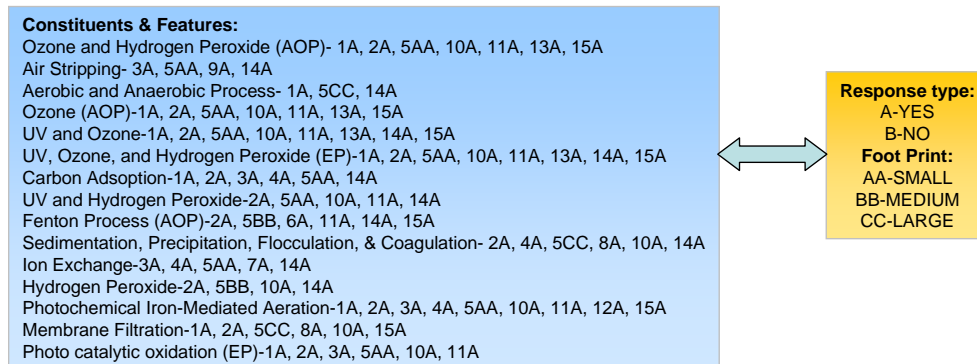 Constituents & Features:
Ozone and Hydrogen Peroxide (AOP)- 1A, 2A, 5AA, 10A, 11A, 13A, 15A
Air Stripping- 3A, 5AA, 9A, 14A
Aerobic and Anaerobic Process- 1A, 5CC, 14A
Ozone (AOP)-1A, 2A, 5AA, 10A, 11A, 13A, 15A
UV and Ozone-1A, 2A, 5AA, 10A, 11A, 13A, 14A, 15A
UV, Ozone, and Hydrogen Peroxide (EP)-1A, 2A, 5AA, 10A, 11A, 13A, 14A, 15A
Carbon Adsoption-1A, 2A, 3A, 4A, 5AA, 14A
UV and Hydrogen Peroxide-2A, 5AA, 10A, 11A, 14A
Fenton Process (AOP)-2A, 5BB, 6A, 11A, 14A, 15A
Sedimentation, Precipitation, Flocculation, & Coagulation- 2A, 4A, 5CC, 8A, 10A, 14A
Ion Exchange-3A, 4A, 5AA, 7A, 14A
Hydrogen Peroxide-2A, 5BB, 10A, 14A
Photochemical Iron-Mediated Aeration-1A, 2A, 3A, 4A, 5AA, 10A, 11A, 12A, 15A
Membrane Filtration-1A, 2A, 5CC, 8A, 10A, 15A
Photo catalytic oxidation (EP)-1A, 2A, 3A, 5AA, 10A, 11A
Response type:
A-YES
B-NO
Foot Print:
AA-SMALL
BB-MEDIUM
CC-LARGE